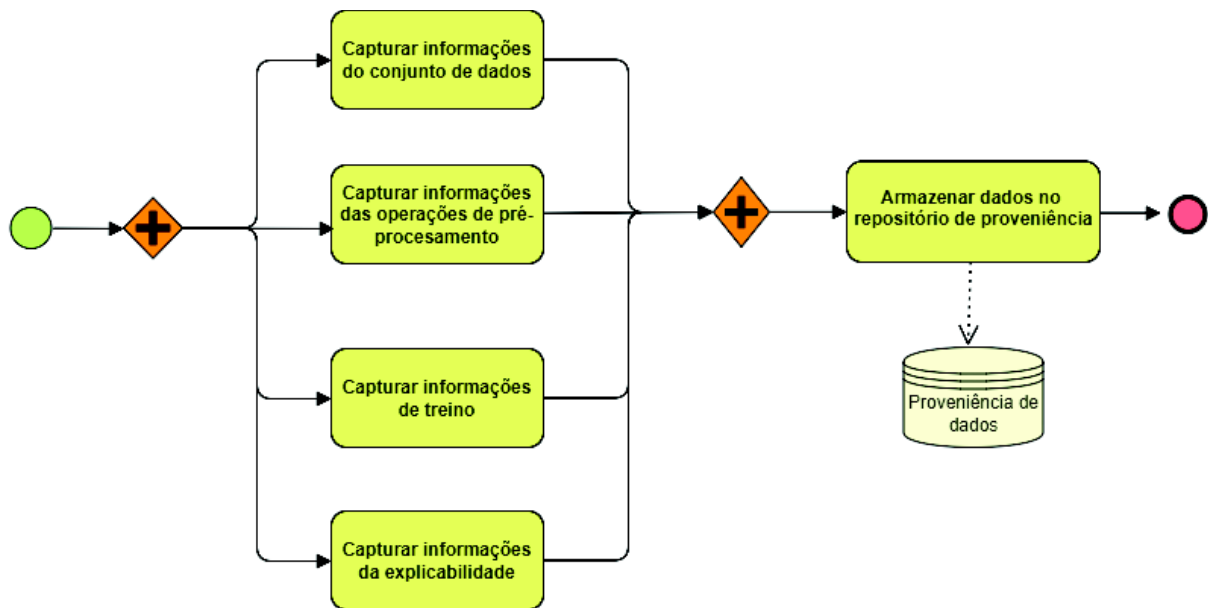 Capturar informações
do conjunto de dados
Capturar informações
das operações de pré-
procesamento
Capturar informações
de treino
Capturar informações
da explicabilidade
Armazenar dados no
repositório de proveniência
Proveniência de
dados